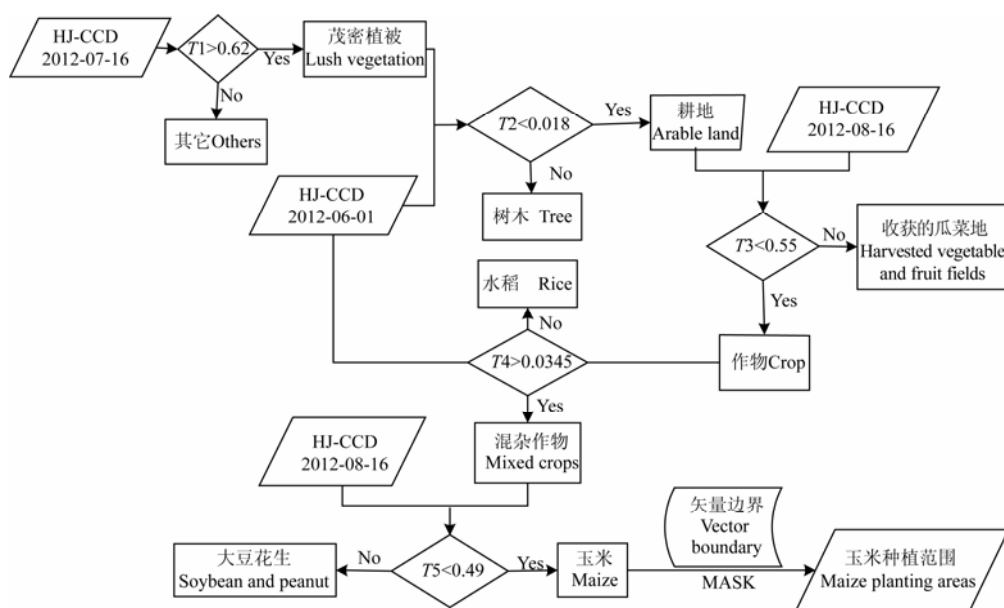 HJ-CCD
2012-07-16
T1>0.62
Yes
茂密植被
Lush vegetation
No
其它Others
HJ-CCD
2012-06-01
T2<0.018
Yes
耕地
Arable land
HJ-CCD
2012-08-16
No
树木 Tree
T3<0.55
No
收获的瓜菜地
Harvested vegetable
and fruit fields
Yes
作物Crop
水稻 Rice
No
T4>0.0345
Yes
混杂作物
Mixed crops
HJ-CCD
2012-08-16
大豆花生
Soybean and peanut
No
T5<0.49
Yes
玉米
Maize
矢量边界
Vector
boundary
MASK
玉米种植范围
Maize planting areas